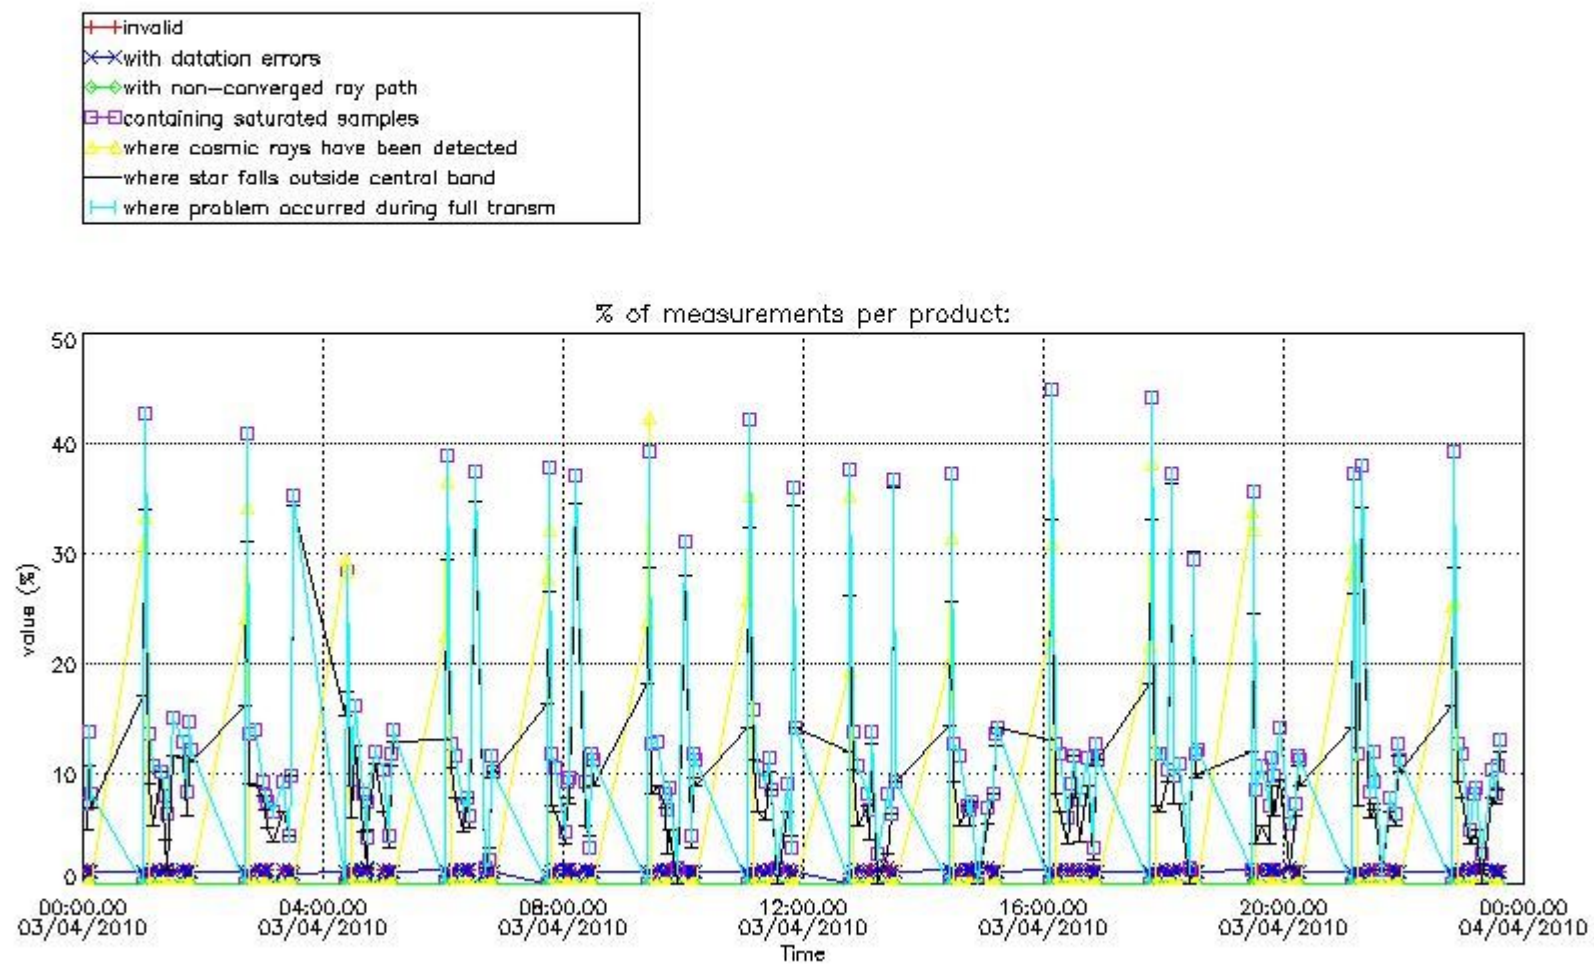 invalid
with datation errors
with non-converged ray path
containing saturated samples
where cosmic rays have been detected
where star falls outside central band
where problem occurred during full transm
% of measurements per product:
50
40
30
20
10
0
value (%)
00:00:00 04:00:00 08:00:00 12:00:00 16:00:00 20:00:00 00:00:00
03/04/2010 03/04/2010 03/04/2010 03/04/2010 03/04/2010 03/04/2010 04/04/2010
Time